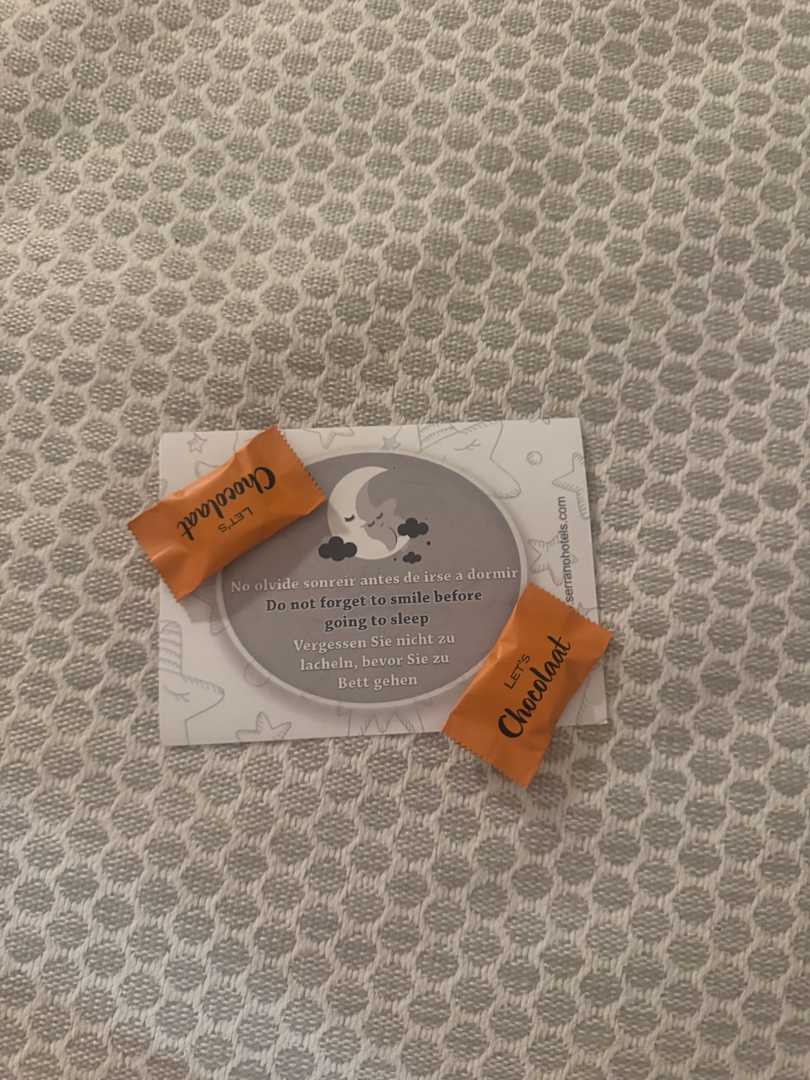 LET'S
Chocolaat
No olvide sonreir antes de irse a dormir
Do not forget to smile before
going to sleep
Vergessen Sie nicht zu
lacheln, bevor Sie zu
Bett gehen
serranohotels.com
LET'S
Chocolaat